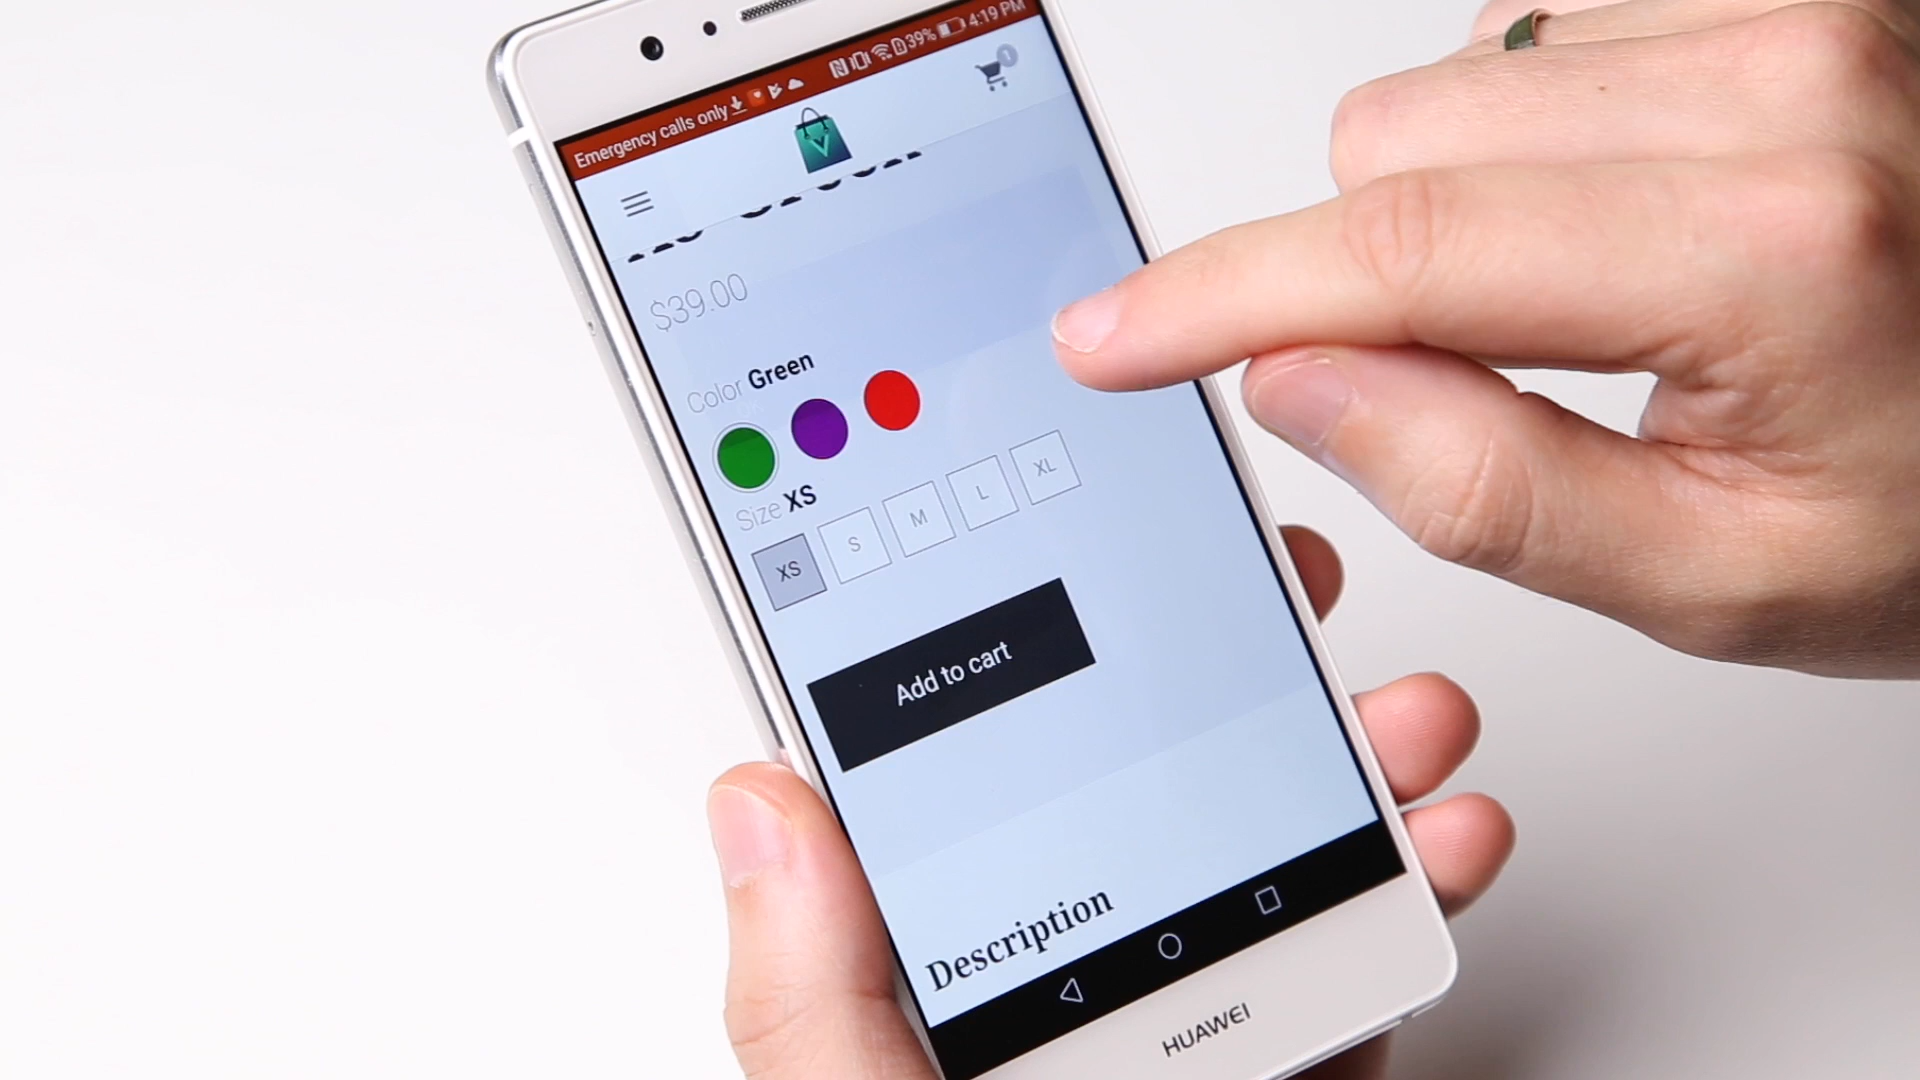 Emergency calls only 39% 4:19 PM
1
$39.00
Color Green
Size XS
XS S M L XL
Add to cart
Description
HUAWEI